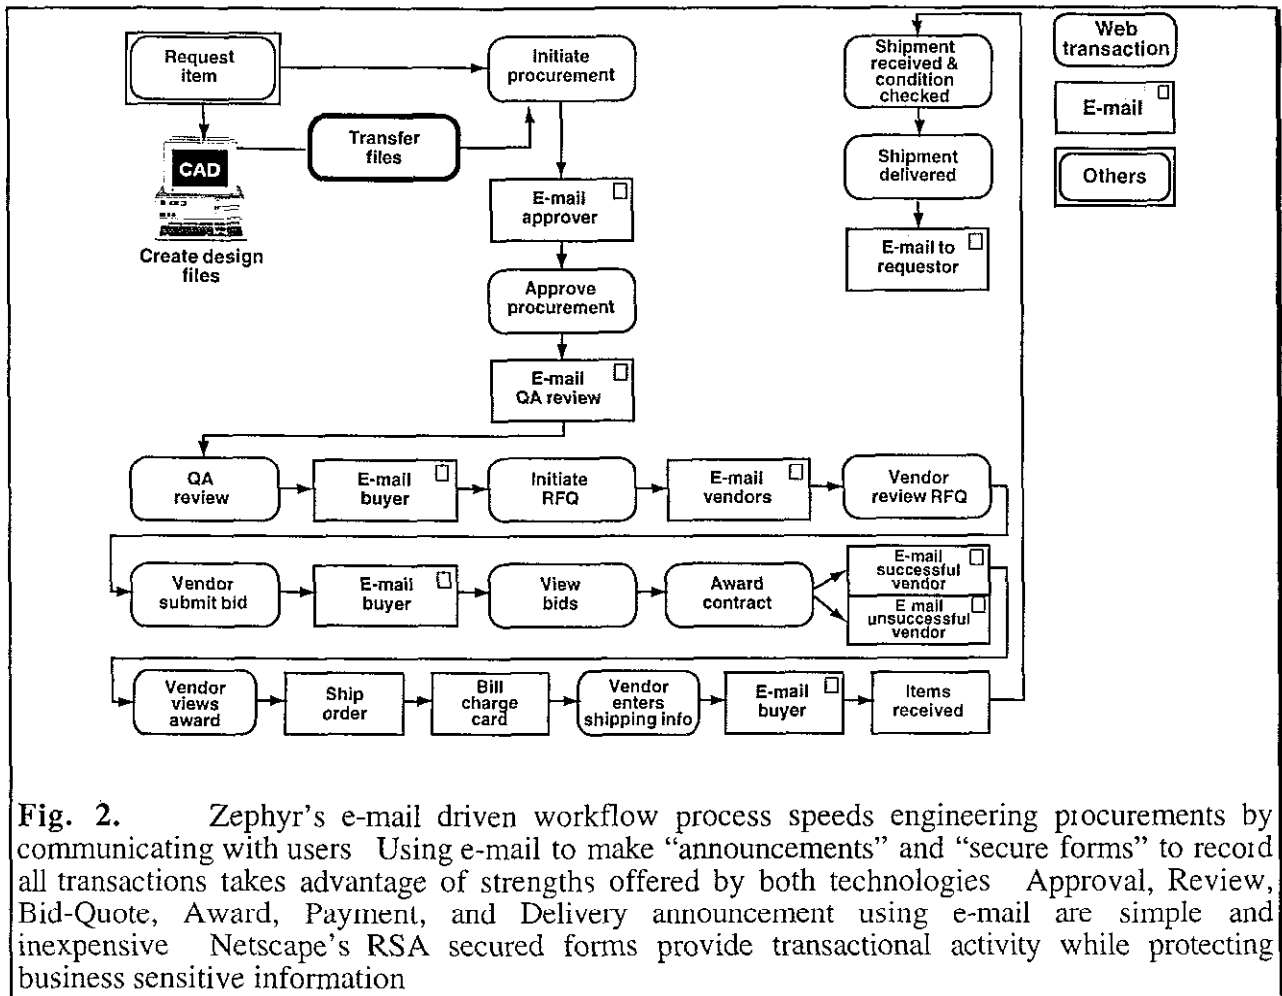 Request
item
Initiate
procurement
Shipment
received &
condition
checked
Web
transaction
E-mail
Others
Transfer
files
CAD
Create design
files
E-mail
approver
Shipment
delivered
E-mail to
requestor
Approve
procurement
E-mail
QA review
QA
review
E-mail
buyer
Initiate
RFQ
E-mail
vendors
Vendor
review RFQ
Vendor
submit bid
E-mail
buyer
View
bids
Award
contract
E-mail
successful
vendor
E mail
unsuccessful
vendor
Vendor
views
award
Ship
order
Bill
charge
card
Vendor
enters
shipping info
E-mail
buyer
Items
received
Fig. 2. Zephyr's e-mail driven workflow process speeds engineering procurements by
communicating with users Using e-mail to make “announcements” and “secure forms” to record
all transactions takes advantage of strengths offered by both technologies Approval, Review,
Bid-Quote, Award, Payment, and Delivery announcement using e-mail are simple and
inexpensive Netscape's RSA secured forms provide transactional activity while protecting
business sensitive information